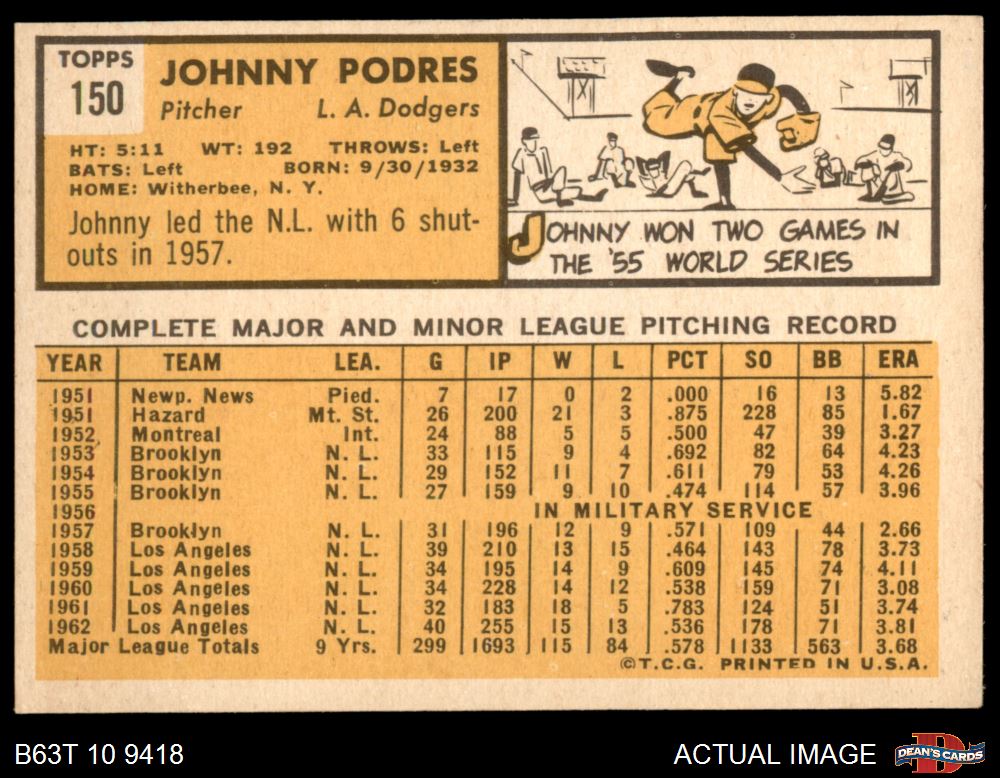 TOPPS
150
JOHNNY PODRES
Pitcher L. A. Dodgers
HT: 5:11 WT: 192 THROWS: Left
BATS: Left BORN: 9/30/1932
HOME: Witherbee, N. Y.
Johnny led the N.L. with 6 shut-
outs in 1957.
JOHNNY WON TWO GAMES IN
THE '55 WORLD SERIES
COMPLETE MAJOR AND MINOR LEAGUE PITCHING RECORD
YEAR TEAM LEA. G IP W L PCT SO BB ERA
1951 Newp. News Pied. 7 17 0 2 .000 16 13 5.82
1951 Hazard Mt. St. 26 200 21 3 .875 228 85 1.67
1952 Montreal Int. 24 88 5 5 .500 47 39 3.27
1953 Brooklyn N. L. 33 115 9 4 .692 82 64 4.23
1954 Brooklyn N. L. 29 152 11 7 .611 79 53 4.26
1955 Brooklyn N. L. 27 159 9 10 .474 114 57 3.96
1956 IN MILITARY SERVICE
1957 Brooklyn N. L. 31 196 12 9 .571 109 44 2.66
1958 Los Angeles N. L. 39 210 13 15 .464 143 78 3.73
1959 Los Angeles N. L. 34 195 14 9 .609 145 74 4.11
1960 Los Angeles N. L. 34 228 14 12 .538 159 71 3.08
1961 Los Angeles N. L. 32 183 18 5 .783 124 51 3.74
1962 Los Angeles N. L. 40 255 15 13 .536 178 71 3.81
Major League Totals 9 Yrs. 299 1693 115 84 .578 1133 563 3.68
©T.C.G. PRINTED IN U.S.A.
B63T 10 9418 ACTUAL IMAGE
DEAN'S CARDS